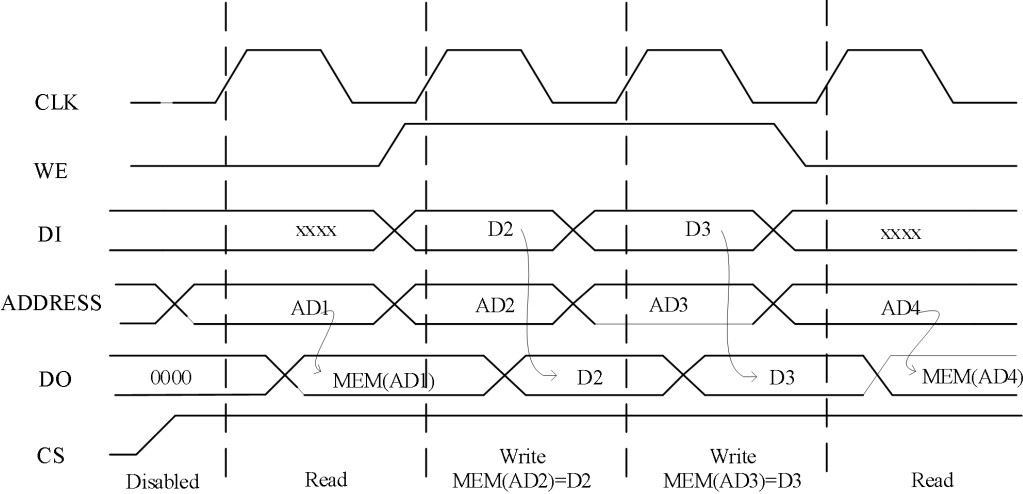 CLK
WE
DI xxxx D2 D3 xxxx
ADDRESS AD1 AD2 AD3 AD4
DO 0000 MEM(AD1) D2 D3 MEM(AD4)
CS
Disabled Read Write Write Read
MEM(AD2)=D2 MEM(AD3)=D3